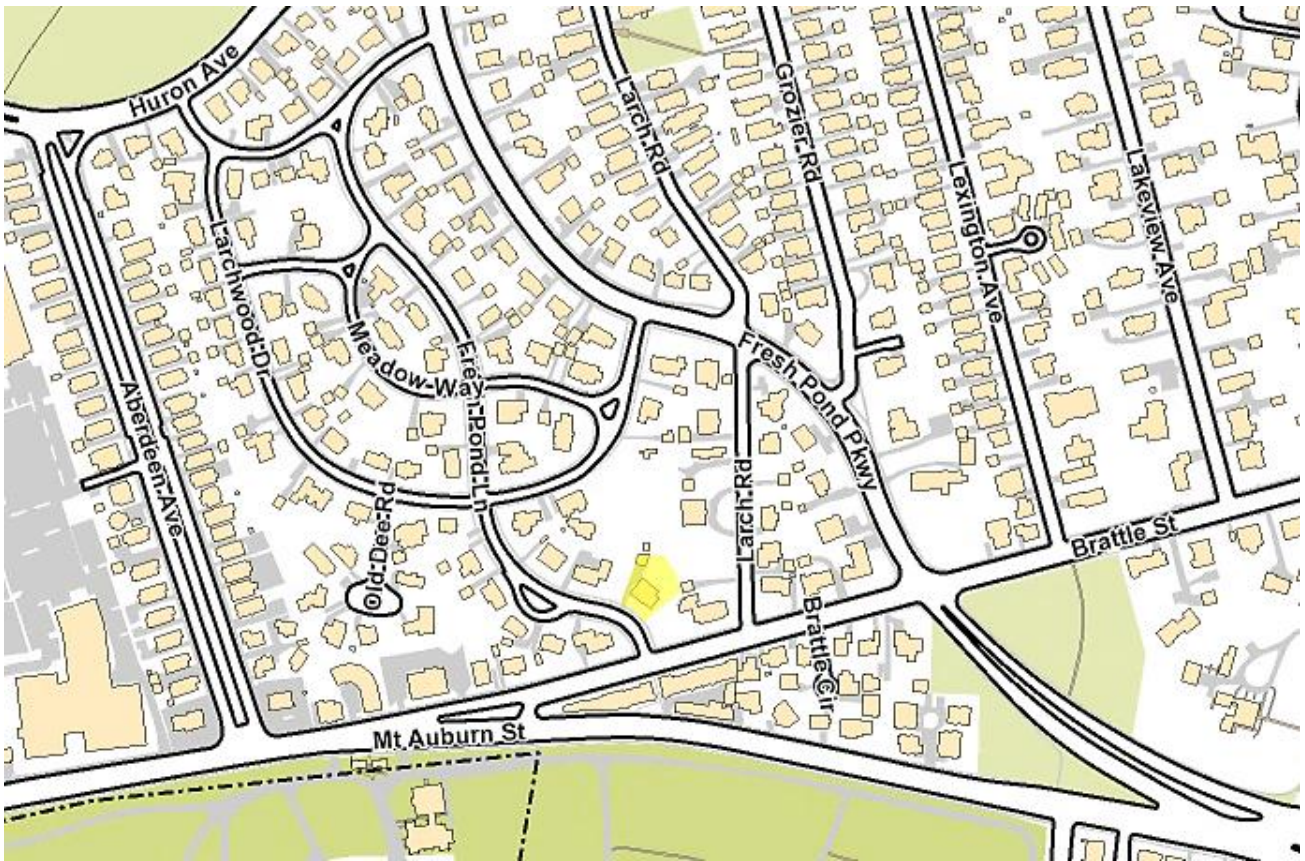 Huron Ave
Larch Rd
Grozier Rd
Lexington Ave
Lakeview Ave
Larchwood Dr
Meadow Way
Fresh Pond Pkwy
Aberdeen Ave
Old Dee Rd
Pond Ln
Larch Rd
Brattle St
Brattle Cir
Mt Auburn St